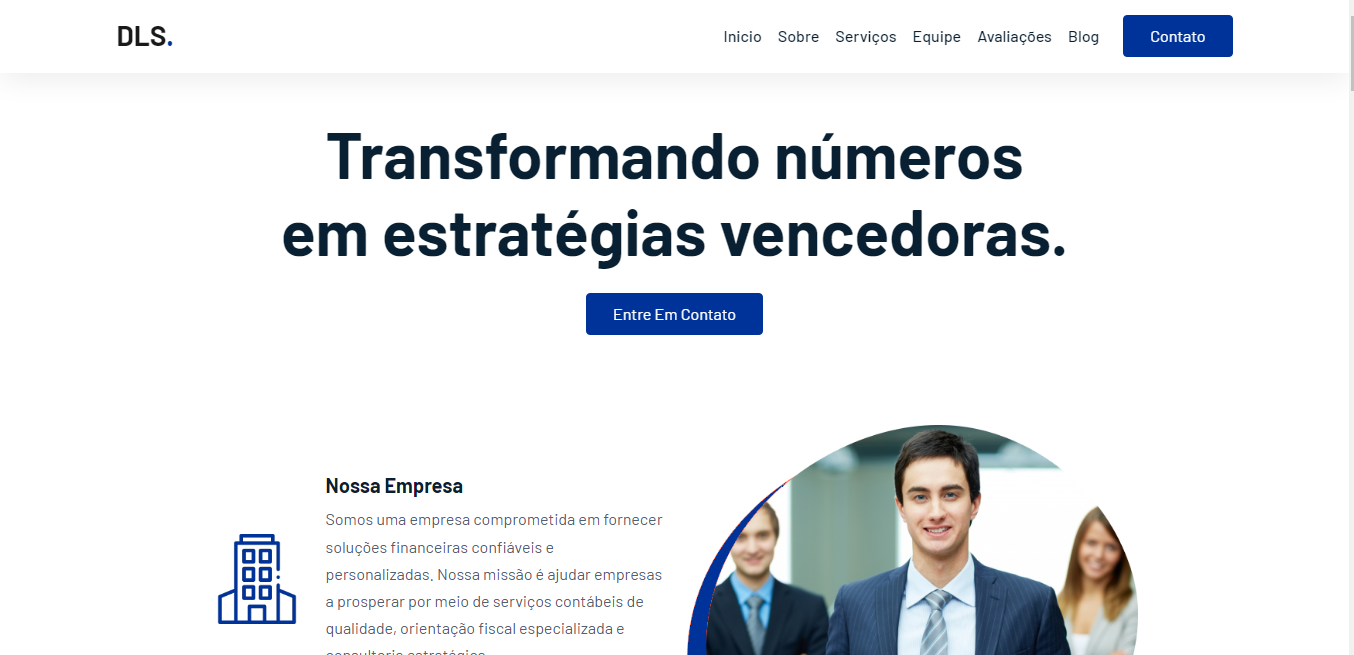 DLS.
Inicio Sobre Serviços Equipe Avaliações Blog Contato
Transformando números
em estratégias vencedoras.
Entre Em Contato
Nossa Empresa
Somos uma empresa comprometida em fornecer
soluções financeiras confiáveis e
personalizadas. Nossa missão é ajudar empresas
a prosperar por meio de serviços contábeis de
qualidade, orientação fiscal especializada e
consultoria estratégica.